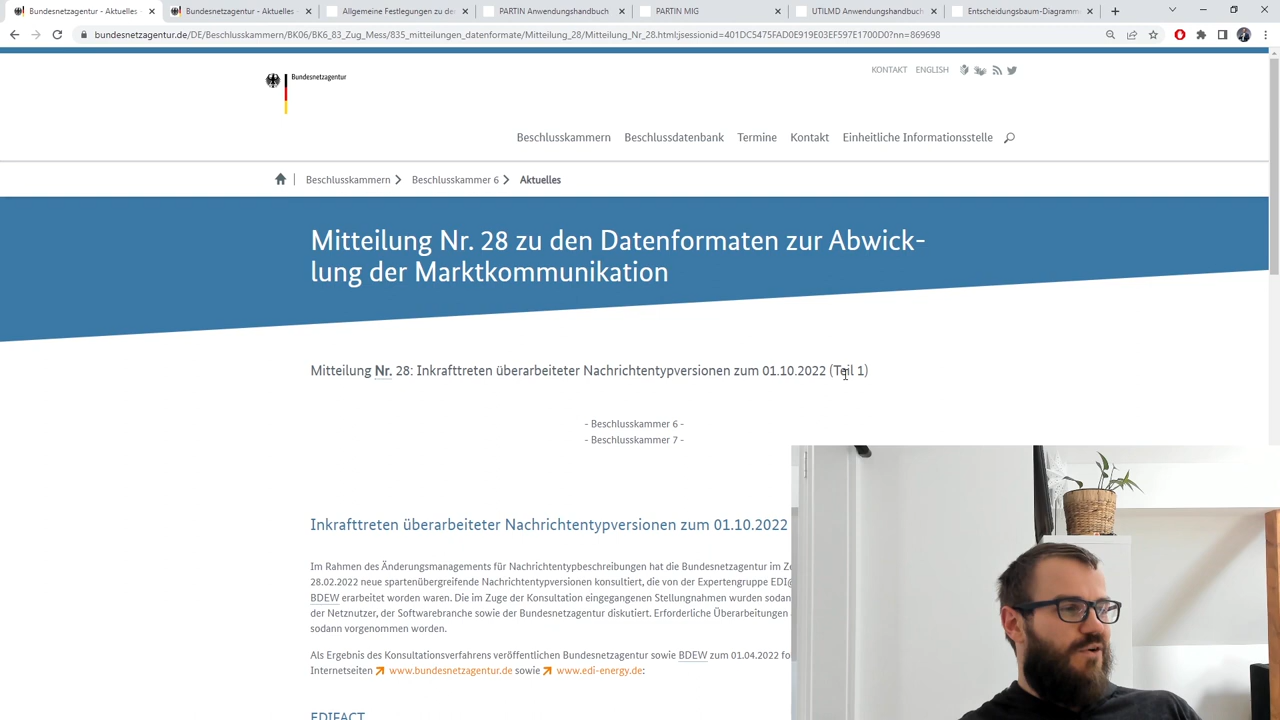 Bundesnetzagentur - Aktuelles -
Bundesnetzagentur - Aktuelles -
Allgemeine Festlegungen zu de
PARTIN Anwendungshandbuch
PARTIN MIG
UTILMD Anwendungshandbuch
Entscheidungsbaum-Diagramm
bundesnetzagentur.de/DE/Beschlusskammern/BK06/BK6_83_Zug_Mess/835_mitteilungen_datenformate/Mitteilung_28/Mitteilung_Nr_28.html;jsessionid=401DC5475FAD0E919E03EF597E1700D0?nn=869698
Bundesnetzagentur
KONTAKT ENGLISH
Beschlusskammern Beschlussdatenbank Termine Kontakt Einheitliche Informationsstelle
Beschlusskammern Beschlusskammer 6 Aktuelles
Mitteilung Nr. 28 zu den Datenformaten zur Abwick-
lung der Marktkommunikation
Mitteilung Nr. 28: Inkrafttreten überarbeiteter Nachrichtentypversionen zum 01.10.2022 (Teil 1)
- Beschlusskammer 6 -
- Beschlusskammer 7 -
Inkrafttreten überarbeiteter Nachrichtentypversionen zum 01.10.2022
Im Rahmen des Änderungsmanagements für Nachrichtentypbeschreibungen hat die Bundesnetzagentur im Ze
28.02.2022 neue spartenübergreifende Nachrichtentypversionen konsultiert, die von der Expertengruppe EDI@
BDEW erarbeitet worden waren. Die im Zuge der Konsultation eingegangenen Stellungnahmen wurden sodan
der Netznutzer, der Softwarebranche sowie der Bundesnetzagentur diskutiert. Erforderliche Überarbeitungen
sodann vorgenommen worden.
Als Ergebnis des Konsultationsverfahrens veröffentlichen Bundesnetzagentur sowie BDEW zum 01.04.2022 fo
Internetseiten www.bundesnetzagentur.de sowie www.edi-energy.de:
EDIFACT